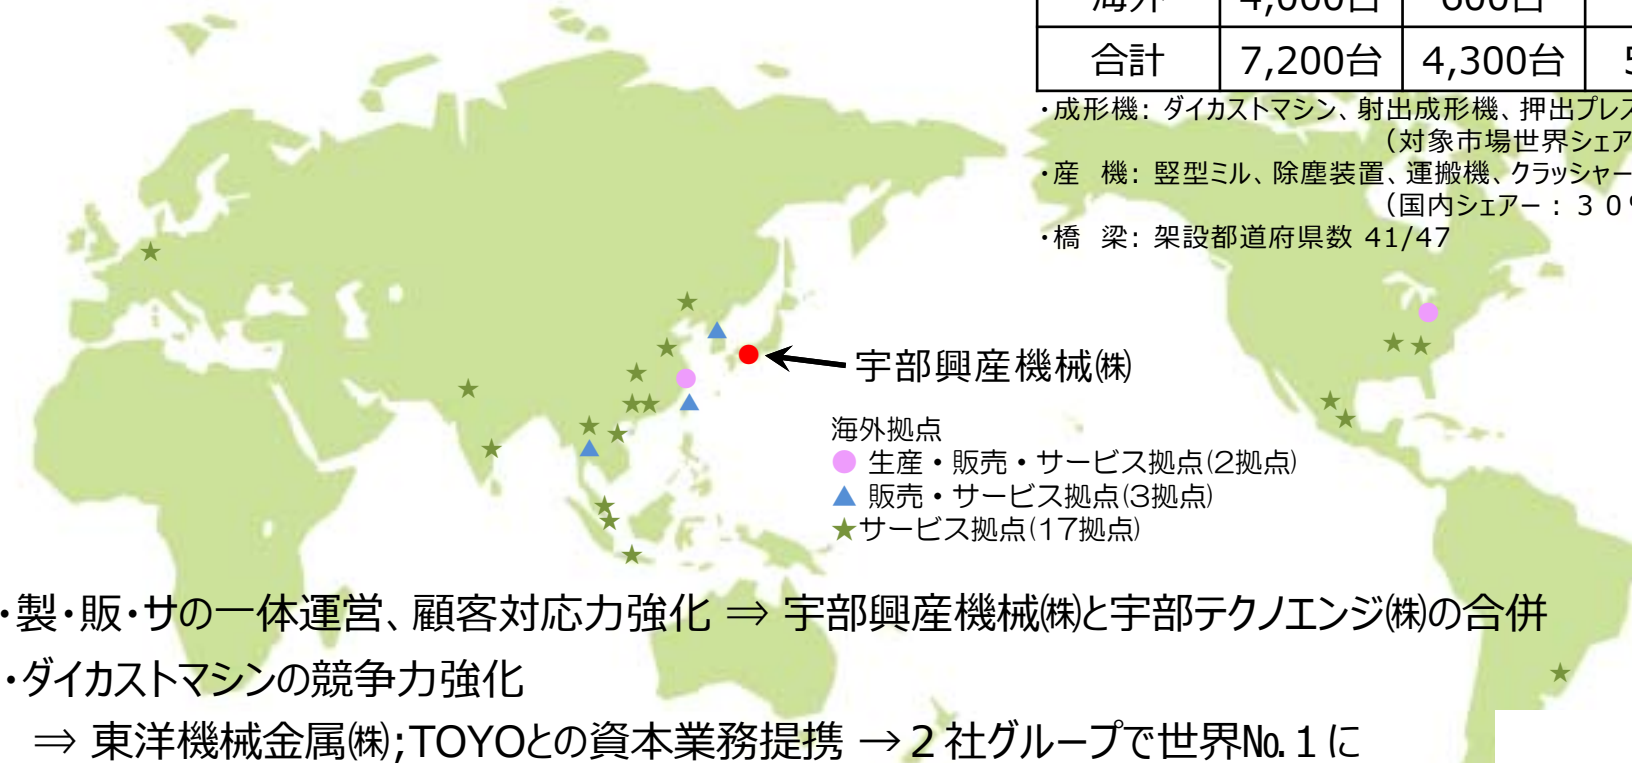 海外 4,600台 600台
合計 7,200台 4,300台
・成形機: ダイカストマシン、射出成形機、押出プレス
(対象市場世界シェア
・産 機: 竪型ミル、除塵装置、運搬機、クラッシャー
(国内シェアー:30
・橋 梁: 架設都道府県数 41/47
宇部興産機械㈱
海外拠点
● 生産・販売・サービス拠点(2拠点)
▲ 販売・サービス拠点(3拠点)
★サービス拠点(17拠点)
・製・販・サの一体運営、顧客対応力強化 ⇒ 宇部興産機械㈱と宇部テクノエンジ㈱の合併
・ダイカストマシンの競争力強化
⇒ 東洋機械金属㈱;TOYOとの資本業務提携 →2社グループで世界№1に